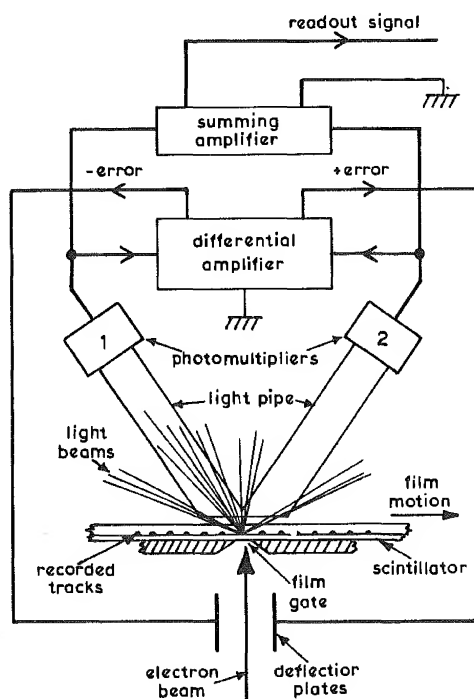 readout signal
summing
amplifier
-error
+error
differential
amplifier
1
2
photomultipliers
light pipe
light
beams
film
motion
recorded
tracks
film
gate
scintillator
electron
beam
deflectior
plates